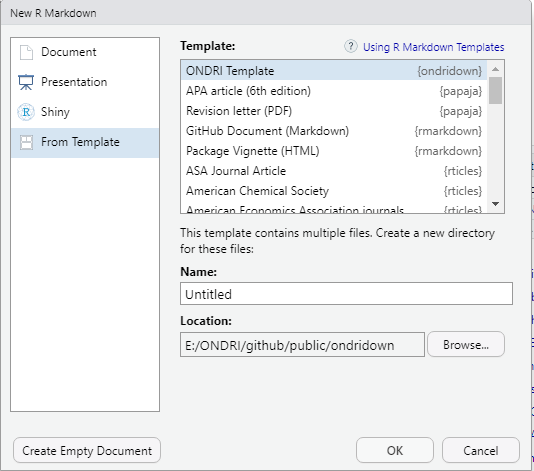 New R Markdown
Document
Presentation
Shiny
From Template
Template:
? Using R Markdown Templates
ONDRI Template {ondridown}
APA article (6th edition) {papaja}
Revision letter (PDF) {papaja}
GitHub Document (Markdown) {rmarkdown}
Package Vignette (HTML) {rmarkdown}
ASA Journal Article {rticles}
American Chemical Society {rticles}
American Economics Association journals {rticles}
This template contains multiple files. Create a new directory
for these files:
Name:
Untitled
Location:
E:/ONDRI/github/public/ondridown
Browse...
Create Empty Document
OK
Cancel